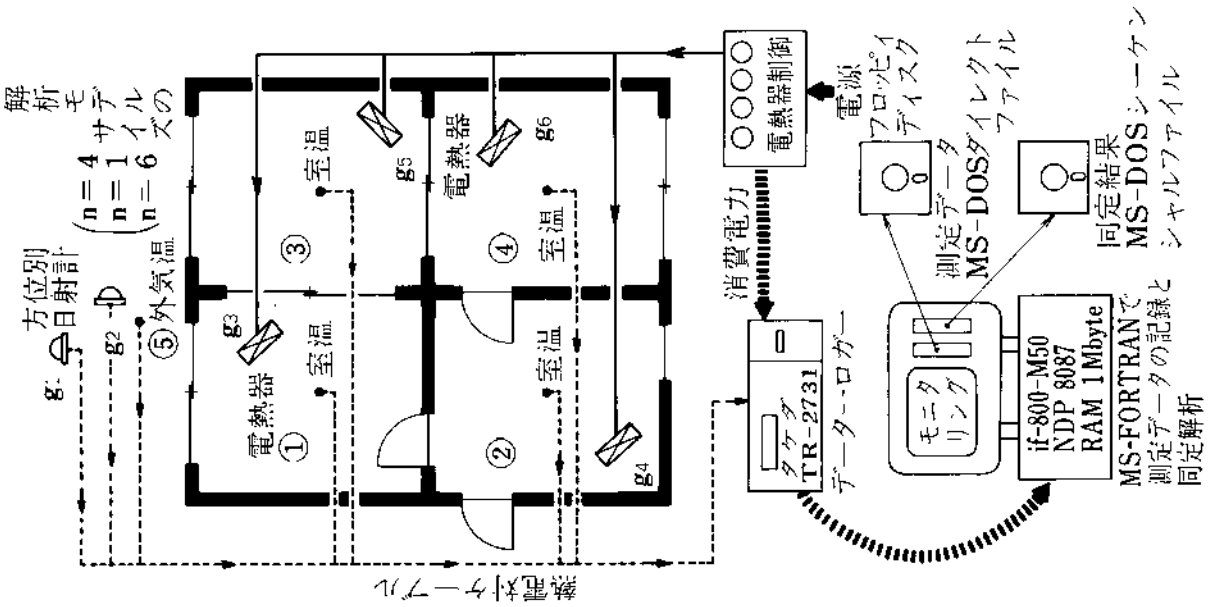 方位別
日射計
g1
g2
⑤外気温
解析モデル
サイズの
n=4
n=1
n=6
電熱器
g3
①
室温
③
室温
g5
電熱器
g6
②
室温
④
室温
g4
熱電対ケーブル
電熱器制御
電源
消費電力
タケダ
TR-2731
データー・ロガー
モニタ
リング
if-800-M50
NDP 8087
RAM 1Mbyte
MS-FORTRANで
測定データの記録と
同定解析
フロッピィ
ディスク
測定データ
MS-DOSダイレクト
ファイル
同定結果
MS-DOSシーケン
シャルファイル